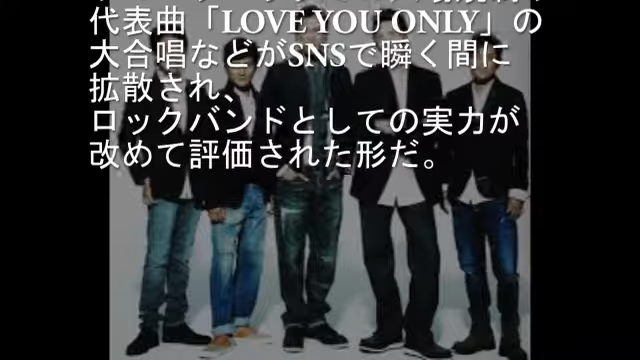 代表曲「LOVE YOU ONLY」の
大合唱などがSNSで瞬く間に
拡散され、
ロックバンドとしての実力が
改めて評価された形だ。